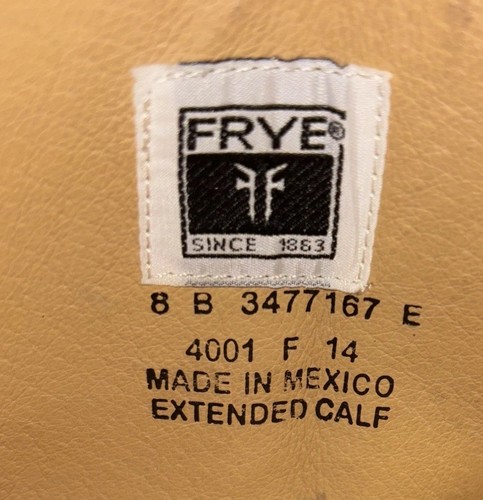 FRYE®
SINCE 1863
8 B 3477167 E
4001 F 14
MADE IN MEXICO
EXTENDED CALF